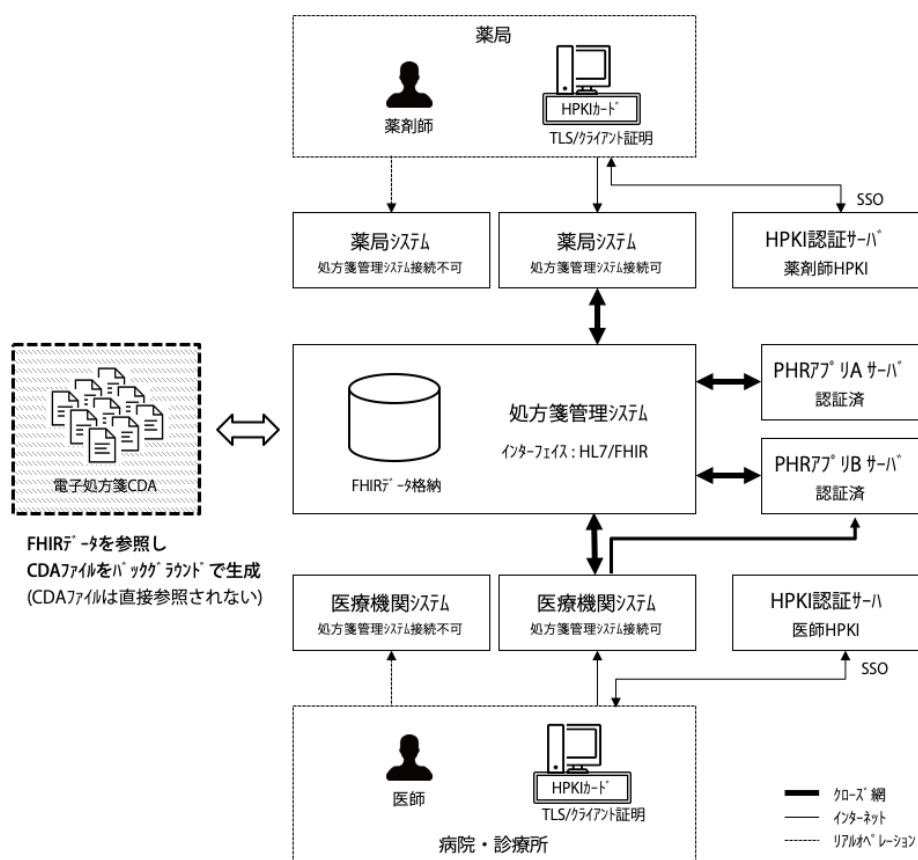 薬局
薬剤師
HPKIｶｰﾄﾞ
TLS/ｸﾗｲｱﾝﾄ証明
SSO
薬局ｼｽﾃﾑ
処方箋管理ｼｽﾃﾑ接続不可
薬局ｼｽﾃﾑ
処方箋管理ｼｽﾃﾑ接続可
HPKI認証ｻｰﾊﾞ
薬剤師HPKI
電子処方箋CDA
FHIRﾃﾞｰﾀを参照し
CDAﾌｧｲﾙをﾊﾞｯｸｸﾞﾗｳﾝﾄﾞで生成
(CDAﾌｧｲﾙは直接参照されない)
処方箋管理ｼｽﾃﾑ
ｲﾝﾀｰﾌｪｲｽ : HL7/FHIR
FHIRﾃﾞｰﾀ格納
PHRｱﾌﾟﾘA ｻｰﾊﾞ
認証済
PHRｱﾌﾟﾘB ｻｰﾊﾞ
認証済
医療機関ｼｽﾃﾑ
処方箋管理ｼｽﾃﾑ接続不可
医療機関ｼｽﾃﾑ
処方箋管理ｼｽﾃﾑ接続可
HPKI認証ｻｰﾊ
医師HPKI
SSO
医師
HPKIｶｰﾄﾞ
TLS/ｸﾗｲｱﾝﾄ証明
病院・診療所
ｸﾛｰｽﾞ網
ｲﾝﾀｰﾈｯﾄ
ﾘｱﾙｵﾍﾟﾚｰｼｮﾝ